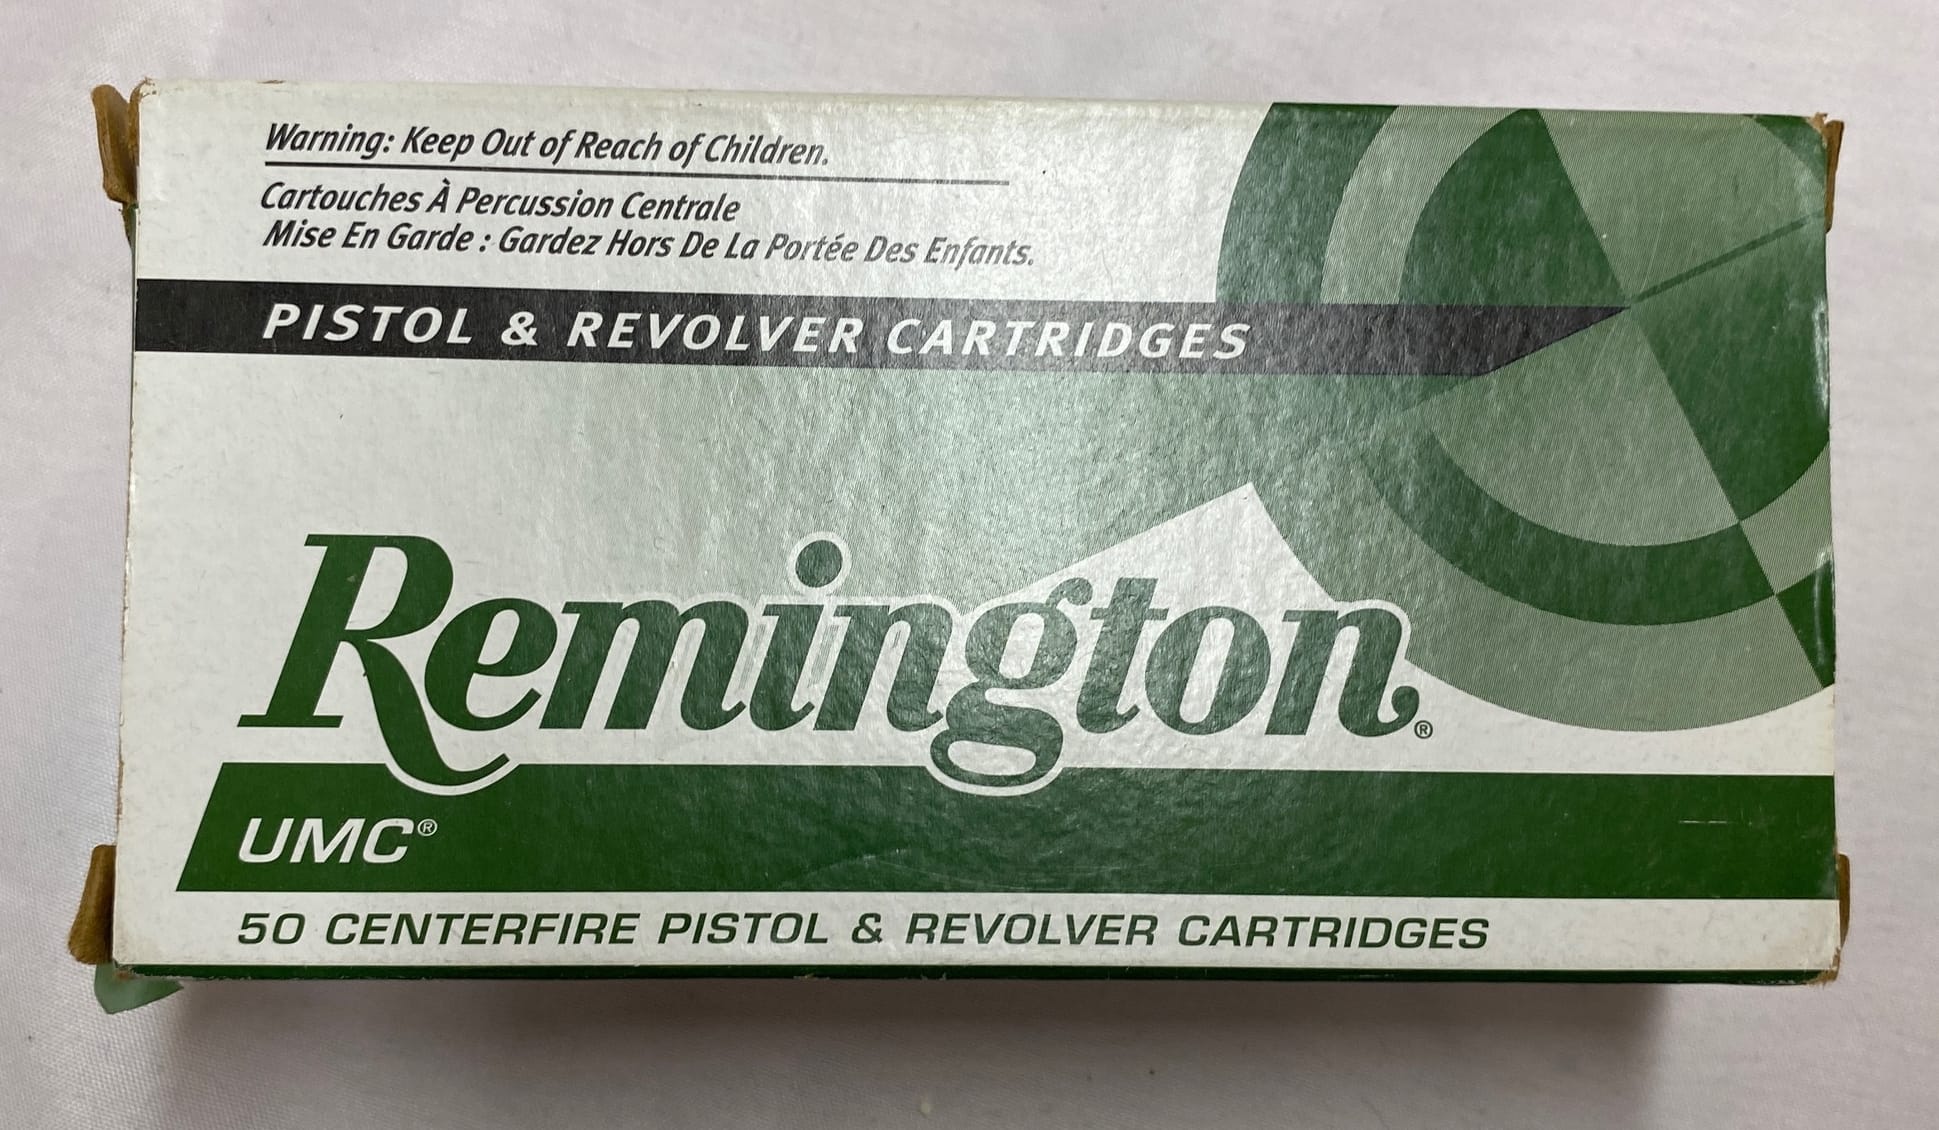 Warning: Keep Out of Reach of Children.
Cartouches À Percussion Centrale
Mise En Garde : Gardez Hors De La Portée Des Enfants.
PISTOL & REVOLVER CARTRIDGES
Remington®
UMC®
50 CENTERFIRE PISTOL & REVOLVER CARTRIDGES